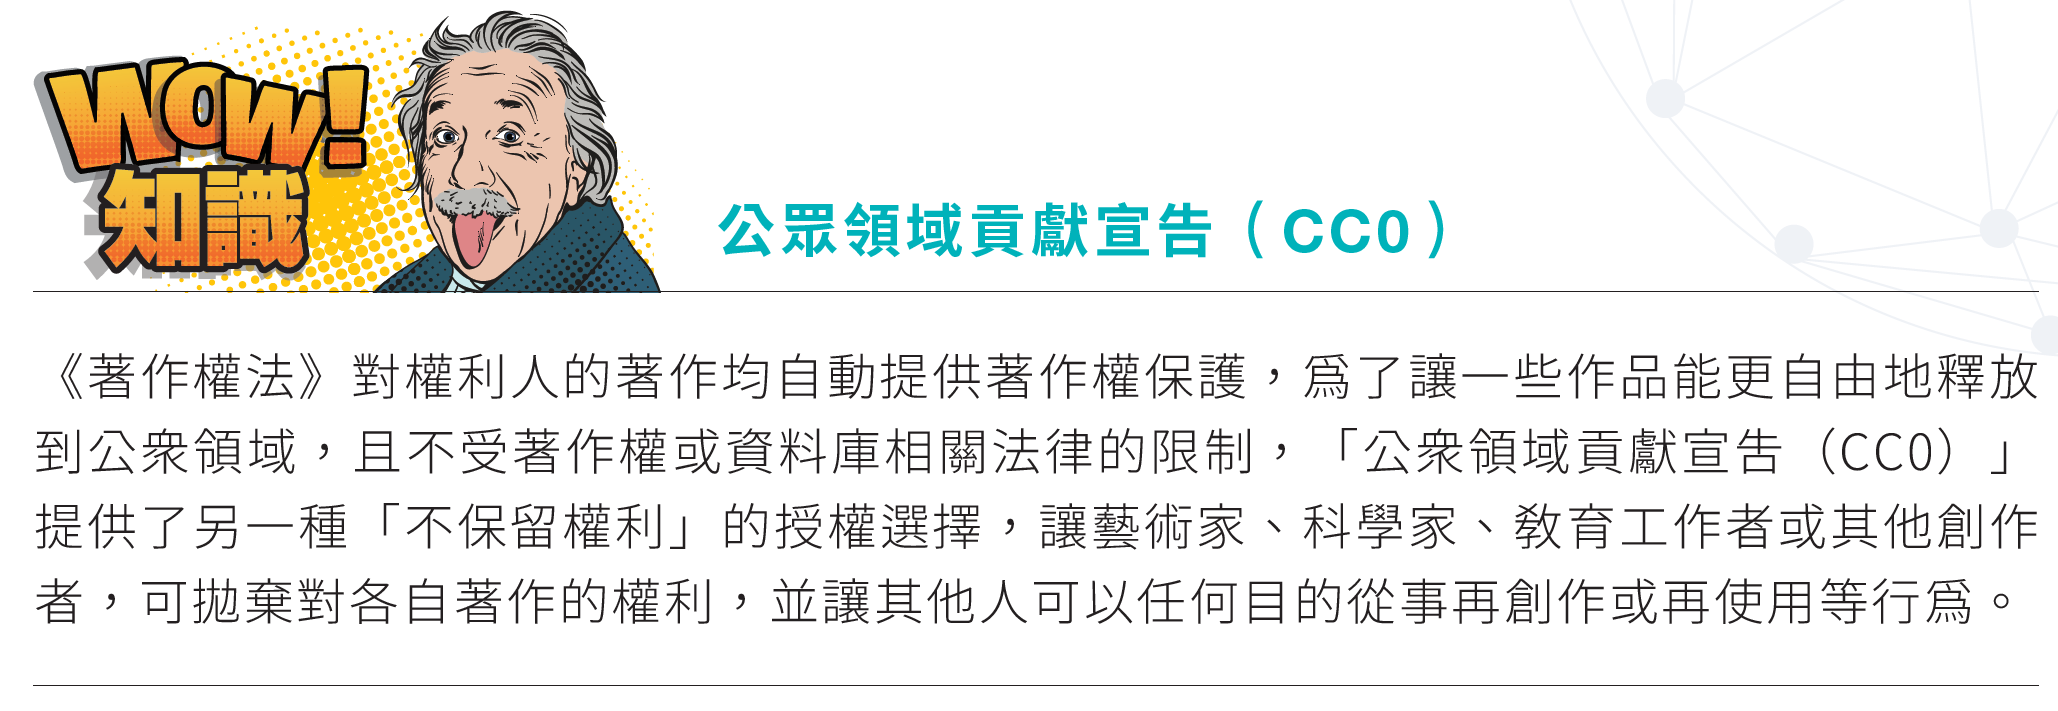 WOW!
知識
公眾領域貢獻宣告（CC0）
《著作權法》對權利人的著作均自動提供著作權保護，爲了讓一些作品能更自由地釋放
到公衆領域，且不受著作權或資料庫相關法律的限制，「公衆領域貢獻宣告（CC0）」
提供了另一種「不保留權利」的授權選擇，讓藝術家、科學家、教育工作者或其他創作
者，可拋棄對各自著作的權利，並讓其他人可以任何目的從事再創作或再使用等行爲。